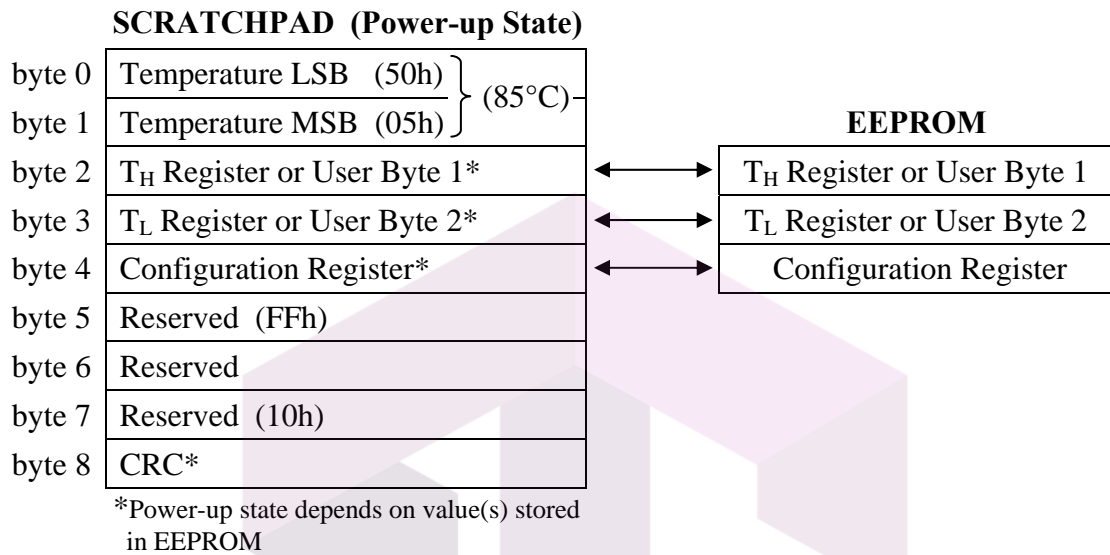 SCRATCHPAD (Power-up State)
byte 0 Temperature LSB (50h)
(85°C)
byte 1 Temperature MSB (05h)
EEPROM
byte 2 TH Register or User Byte 1* TH Register or User Byte 1
byte 3 TL Register or User Byte 2* TL Register or User Byte 2
byte 4 Configuration Register* Configuration Register
byte 5 Reserved (FFh)
byte 6 Reserved
byte 7 Reserved (10h)
byte 8 CRC*
*Power-up state depends on value(s) stored
in EEPROM